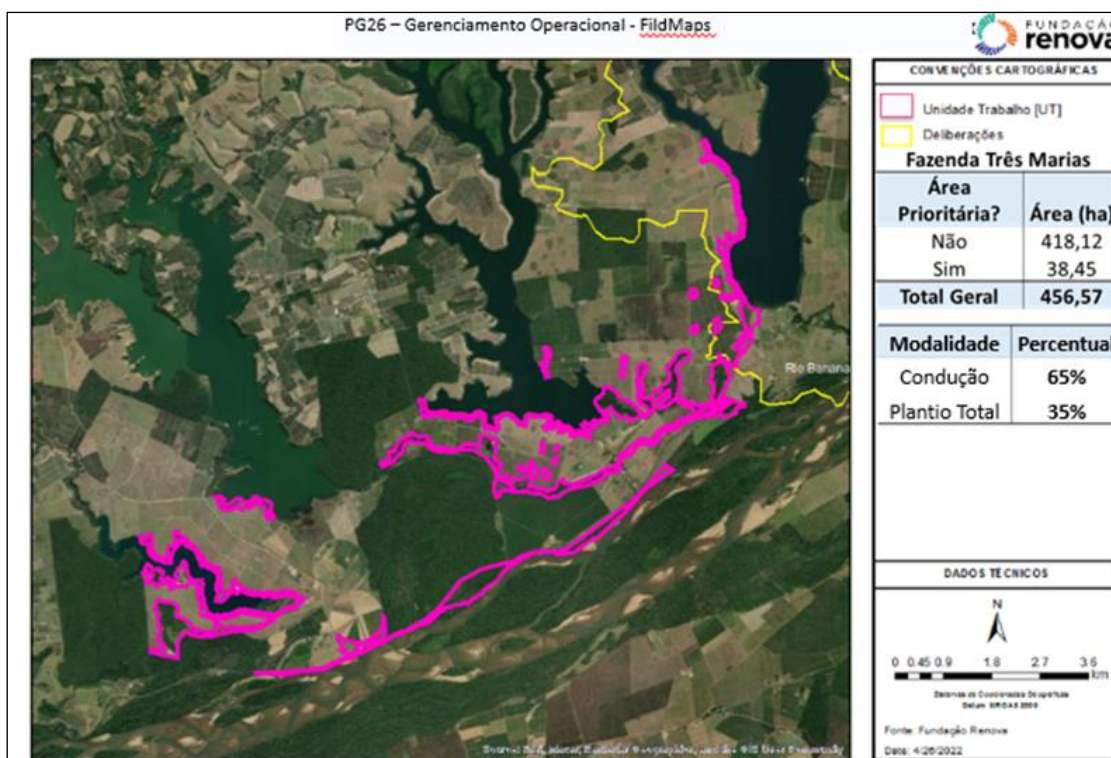 PG26 – Gerenciamento Operacional - FildMaps
FUNDAÇÃO
renova
CONVENÇÕES CARTOGRÁFICAS
Unidade Trabalho [UT]
Deliberações
Fazenda Três Marias
Área Prioritária? Área (ha)
Não 418,12
Sim 38,45
Total Geral 456,57
Modalidade Percentual
Condução 65%
Plantio Total 35%
Rio Bana
DADOS TÉCNICOS
N
0 0.45 0.9 1.8 2.7 3.6
km
Fonte: Fundação Renova
Data: 4/26/2022